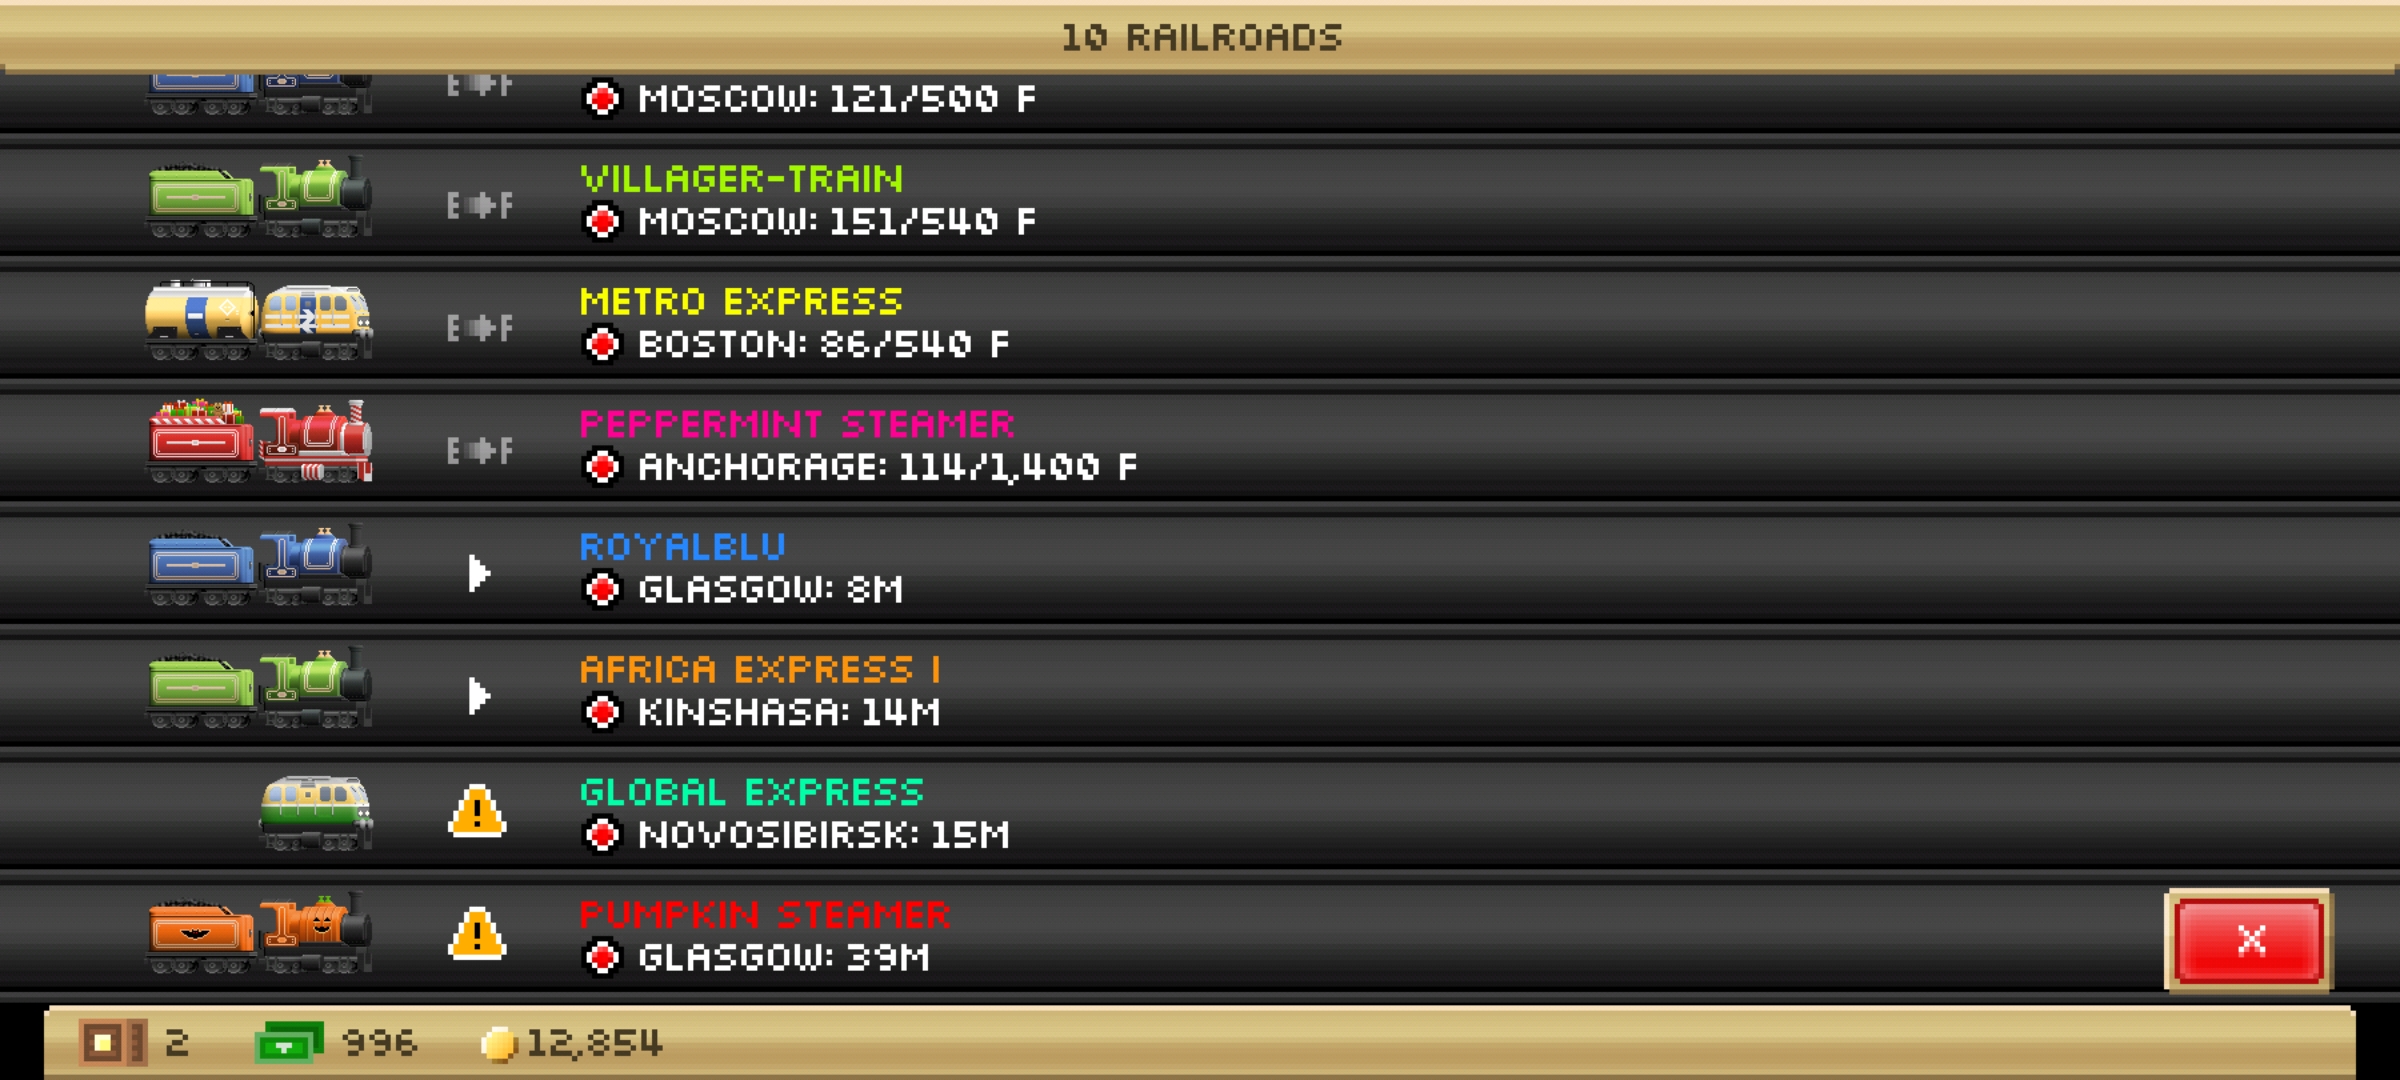 10 RAILROADS
E F
MOSCOW: 121/500 F
VILLAGER-TRAIN
E F
MOSCOW: 151/540 F
METRO EXPRESS
E F
BOSTON: 86/540 F
PEPPERMINT STEAMER
E F
ANCHORAGE: 114/1,400 F
ROYALBLU
GLASGOW: 8M
AFRICA EXPRESS I
KINSHASA: 14M
GLOBAL EXPRESS
!
NOVOSIBIRSK: 15M
PUMPKIN STEAMER
!
GLASGOW: 39M
X
2 996 12,854